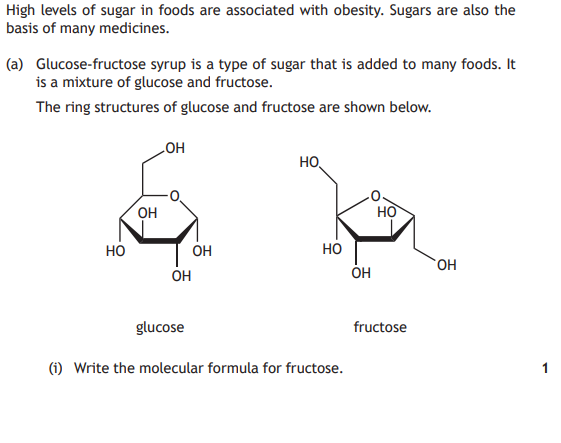 High levels of sugar in foods are associated with obesity. Sugars are also the
basis of many medicines.
(a) Glucose-fructose syrup is a type of sugar that is added to many foods. It
is a mixture of glucose and fructose.
The ring structures of glucose and fructose are shown below.
OH
O
OH
HO
OH
OH
glucose
HO
O
HO
HO
OH
OH
fructose
(i) Write the molecular formula for fructose. 1